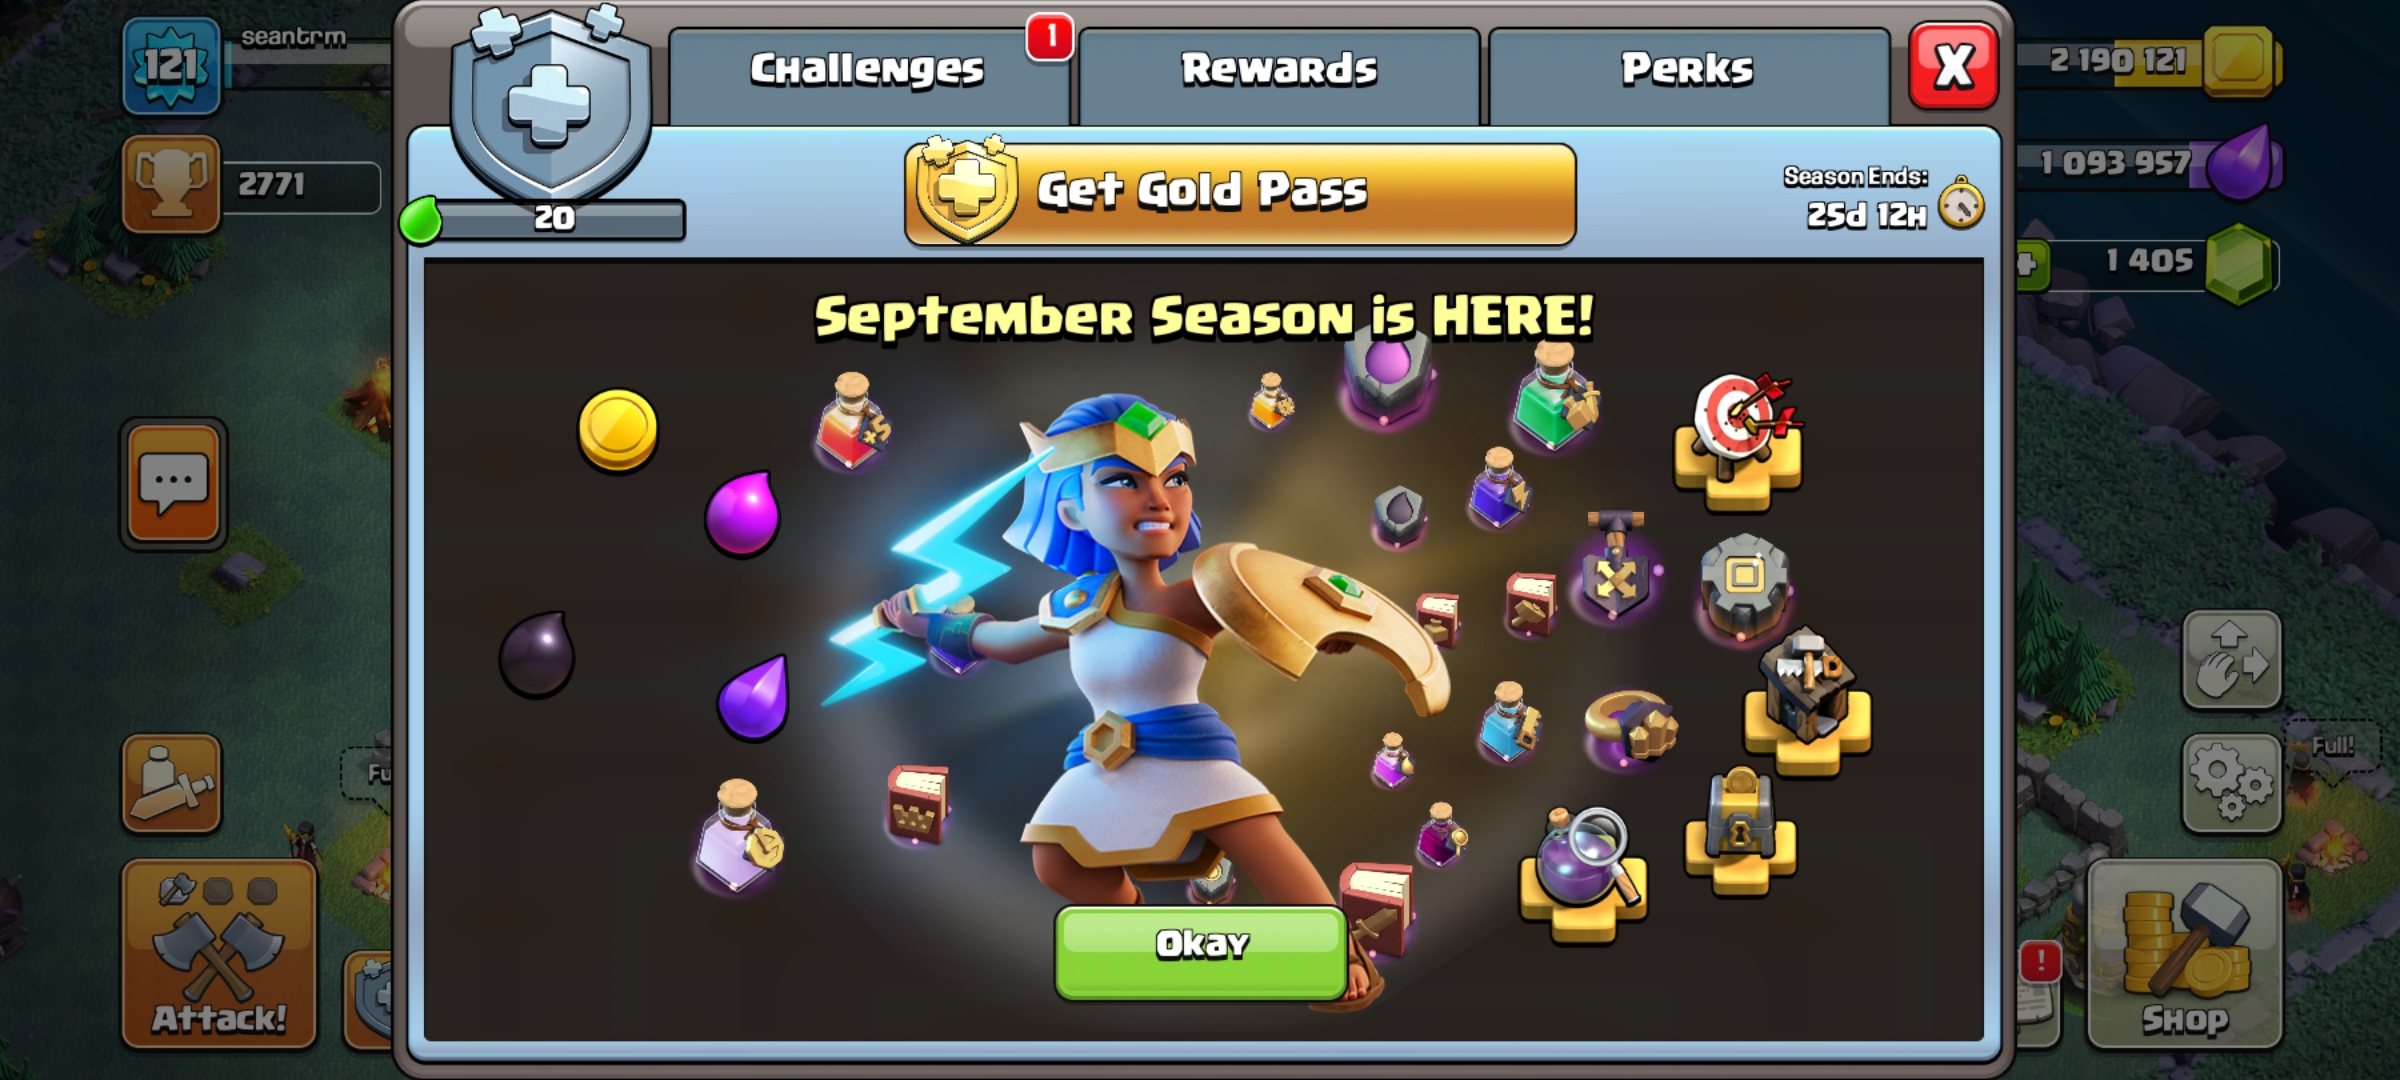 121
seantrm
Challenges
1
Rewards
Perks
X
2 190 121
2771
20
Get Gold Pass
Season Ends:
25d 12h
1 093 957
1 405
September Season is HERE!
+5
Full!
Attack!
Okay
!
Shop